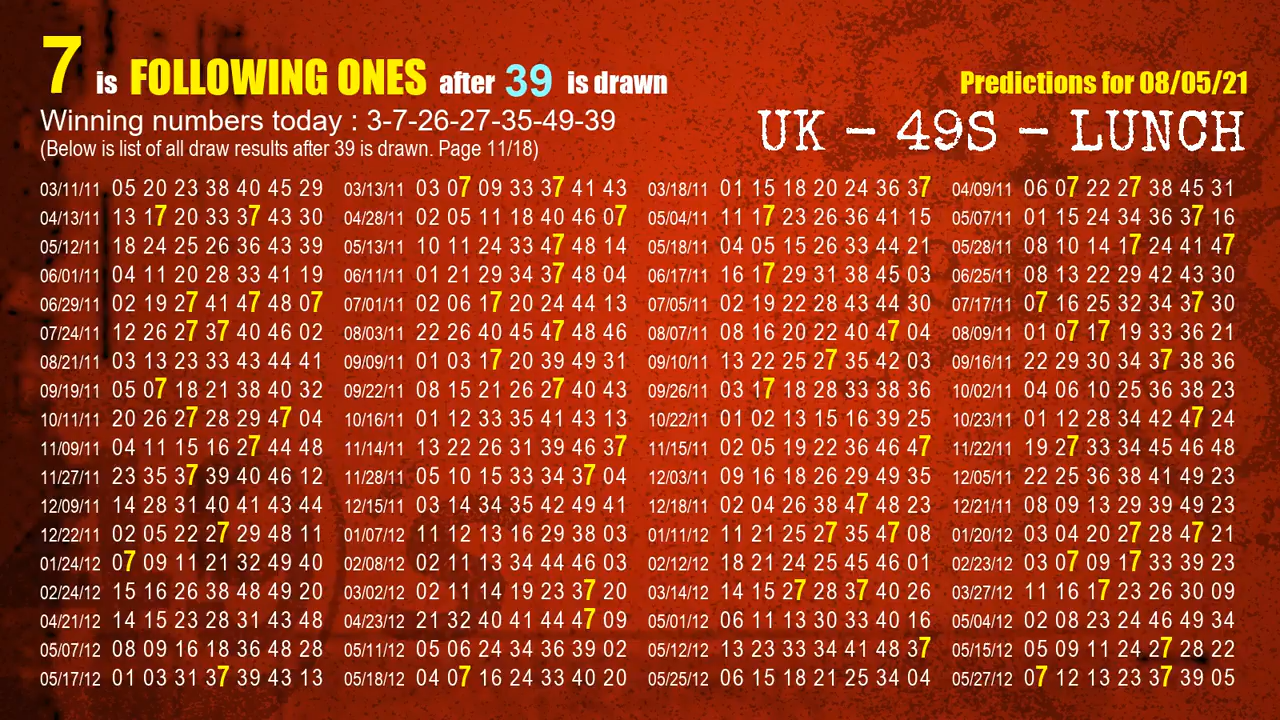 7 is FOLLOWING ONES after 39 is drawn
Predictions for 08/05/21
Winning numbers today : 3-7-26-27-35-49-39
UK - 49S - LUNCH
(Below is list of all draw results after 39 is drawn. Page 11/18)
03/11/11 05 20 23 38 40 45 29 03/13/11 03 07 09 33 37 41 43 03/18/11 01 15 18 20 24 36 37 04/09/11 06 07 22 27 38 45 31
04/13/11 13 17 20 33 37 43 30 04/28/11 02 05 11 18 40 46 07 05/04/11 11 17 23 26 36 41 15 05/07/11 01 15 24 34 36 37 16
05/12/11 18 24 25 26 36 43 39 05/13/11 10 11 24 33 47 48 14 05/18/11 04 05 15 26 33 44 21 05/28/11 08 10 14 17 24 41 47
06/01/11 04 11 20 28 33 41 19 06/11/11 01 21 29 34 37 48 04 06/17/11 16 17 29 31 38 45 03 06/25/11 08 13 22 29 42 43 30
06/29/11 02 19 27 41 47 48 07 07/01/11 02 06 17 20 24 44 13 07/05/11 02 19 22 28 43 44 30 07/17/11 07 16 25 32 34 37 30
07/24/11 12 26 27 37 40 46 02 08/03/11 22 26 40 45 47 48 46 08/07/11 08 16 20 22 40 47 04 08/09/11 01 07 17 19 33 36 21
08/21/11 03 13 23 33 43 44 41 09/09/11 01 03 17 20 39 49 31 09/10/11 13 22 25 27 35 42 03 09/16/11 22 29 30 34 37 38 36
09/19/11 05 07 18 21 38 40 32 09/22/11 08 15 21 26 27 40 43 09/26/11 03 17 18 28 33 38 36 10/02/11 04 06 10 25 36 38 23
10/11/11 20 26 27 28 29 47 04 10/16/11 01 12 33 35 41 43 13 10/22/11 01 02 13 15 16 39 25 10/23/11 01 12 28 34 42 47 24
11/09/11 04 11 15 16 27 44 48 11/14/11 13 22 26 31 39 46 37 11/15/11 02 05 19 22 36 46 47 11/22/11 19 27 33 34 45 46 48
11/27/11 23 35 37 39 40 46 12 11/28/11 05 10 15 33 34 37 04 12/03/11 09 16 18 26 29 49 35 12/05/11 22 25 36 38 41 49 23
12/09/11 14 28 31 40 41 43 44 12/15/11 03 14 34 35 42 49 41 12/18/11 02 04 26 38 47 48 23 12/21/11 08 09 13 29 39 49 23
12/22/11 02 05 22 27 29 48 11 01/07/12 11 12 13 16 29 38 03 01/11/12 11 21 25 27 35 47 08 01/20/12 03 04 20 27 28 47 21
01/24/12 07 09 11 21 32 49 40 02/08/12 02 11 13 34 44 46 03 02/12/12 18 21 24 25 45 46 01 02/23/12 03 07 09 17 33 39 23
02/24/12 15 16 26 38 48 49 20 03/02/12 02 11 14 19 23 37 20 03/14/12 14 15 27 28 37 40 26 03/27/12 11 16 17 23 26 30 09
04/21/12 14 15 23 28 31 43 48 04/23/12 21 32 40 41 44 47 09 05/01/12 06 11 13 30 33 40 16 05/04/12 02 08 23 24 46 49 34
05/07/12 08 09 16 18 36 48 28 05/11/12 05 06 24 34 36 39 02 05/12/12 13 23 33 34 41 48 37 05/15/12 05 09 11 24 27 28 22
05/17/12 01 03 31 37 39 43 13 05/18/12 04 07 16 24 33 40 20 05/25/12 06 15 18 21 25 34 04 05/27/12 07 12 13 23 37 39 05